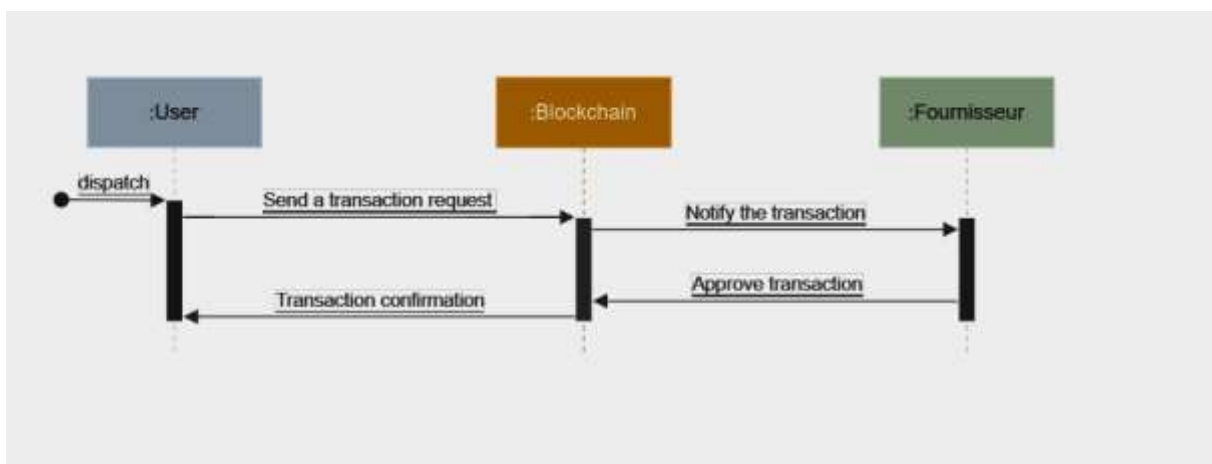 :User
:Blockchain
:Fournisseur
dispatch
Send a transaction request
Notify the transaction
Approve transaction
Transaction confirmation